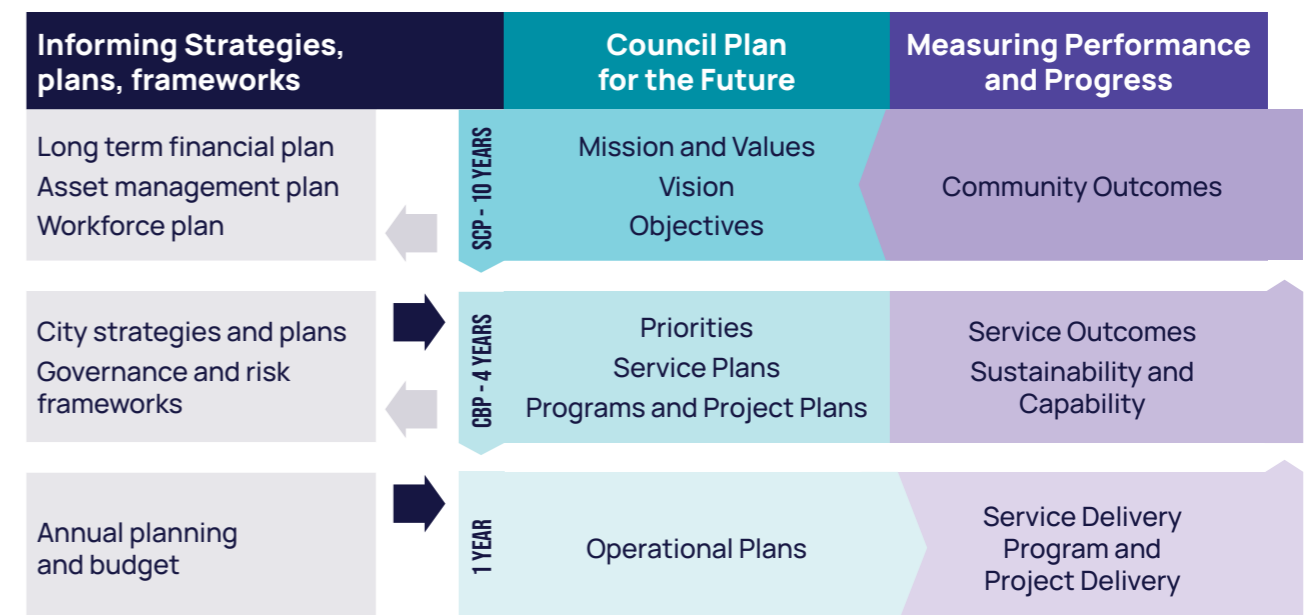 Informing Strategies,
plans, frameworks
Council Plan
for the Future
Measuring Performance
and Progress
Long term financial plan
Asset management plan
Workforce plan
SCP - 10 YEARS
Mission and Values
Vision
Objectives
Community Outcomes
City strategies and plans
Governance and risk
frameworks
CBP - 4 YEARS
Priorities
Service Plans
Programs and Project Plans
Service Outcomes
Sustainability and
Capability
Annual planning
and budget
1 YEAR
Operational Plans
Service Delivery
Program and
Project Delivery